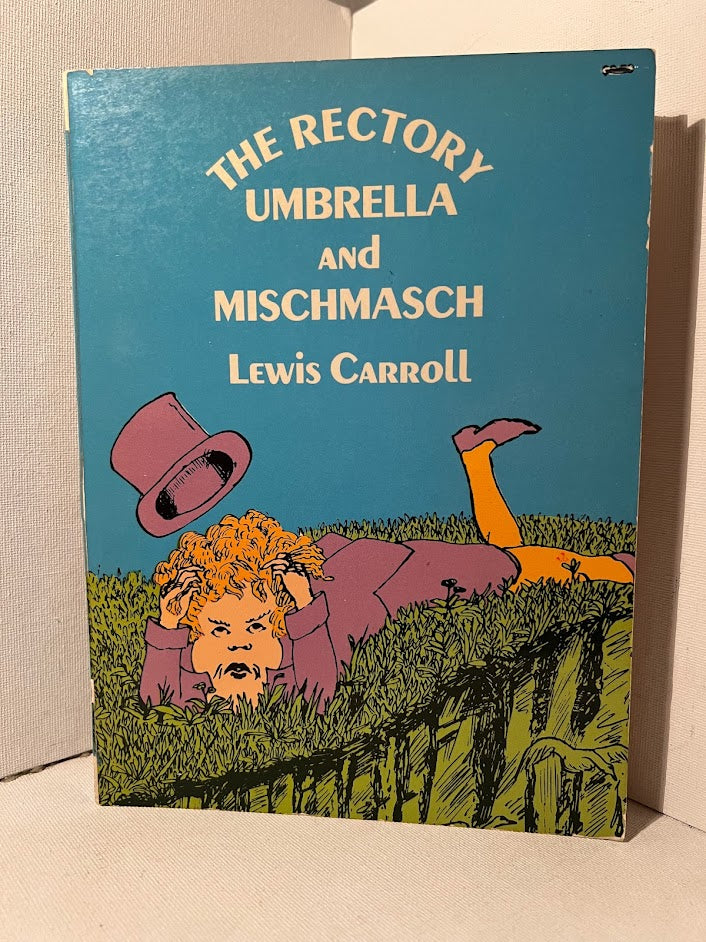 THE RECTORY
UMBRELLA
ANd
MISCHMASCH
LEWIS CARROll